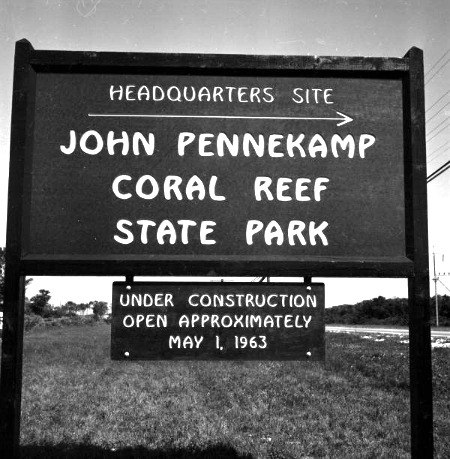 HEADQUARTERS SITE
JOHN PENNEKAMP
CORAL REEF
STATE PARK
UNDER CONSTRUCTION
OPEN APPROXIMATELY
MAY 1, 1963